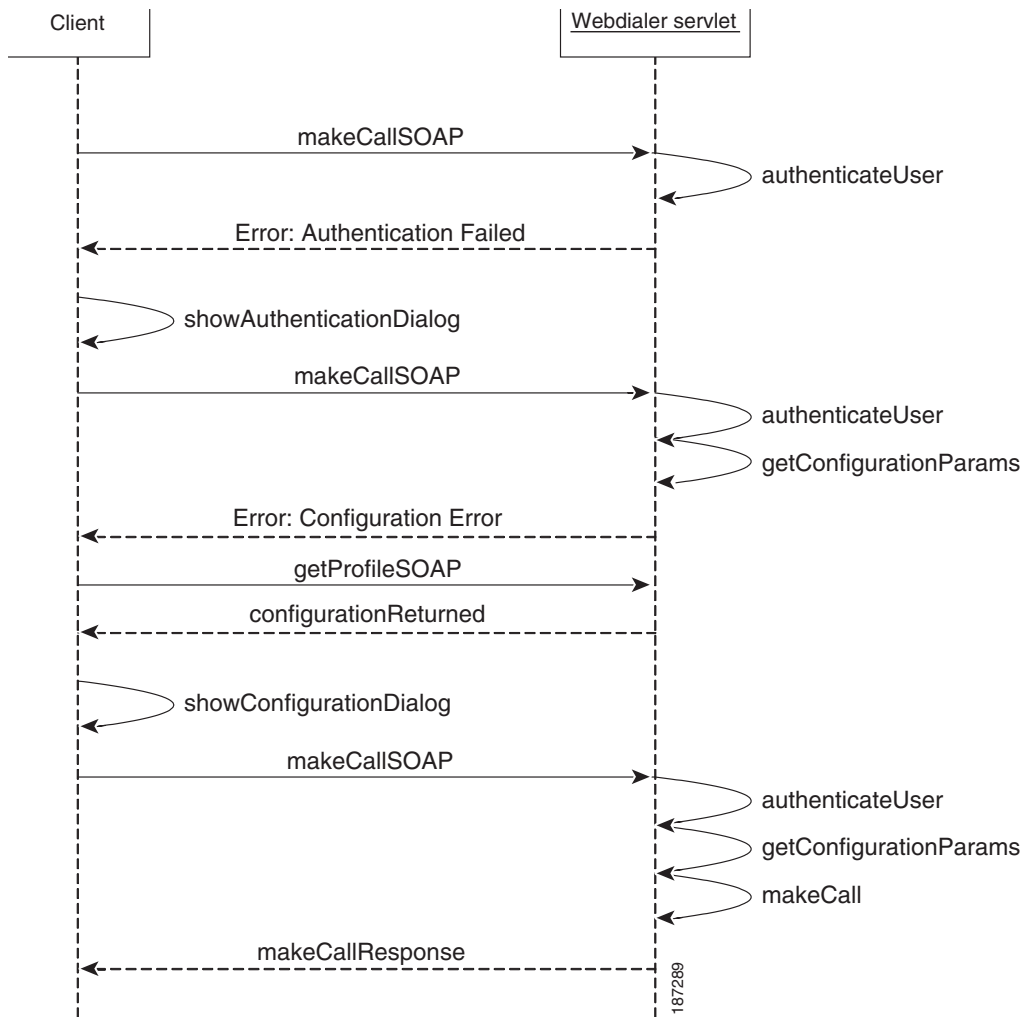 Client
Webdialer servlet
makeCallSOAP
authenticateUser
Error: Authentication Failed
showAuthenticationDialog
makeCallSOAP
authenticateUser
getConfigurationParams
Error: Configuration Error
getProfileSOAP
configurationReturned
showConfigurationDialog
makeCallSOAP
authenticateUser
getConfigurationParams
makeCall
makeCallResponse
187289